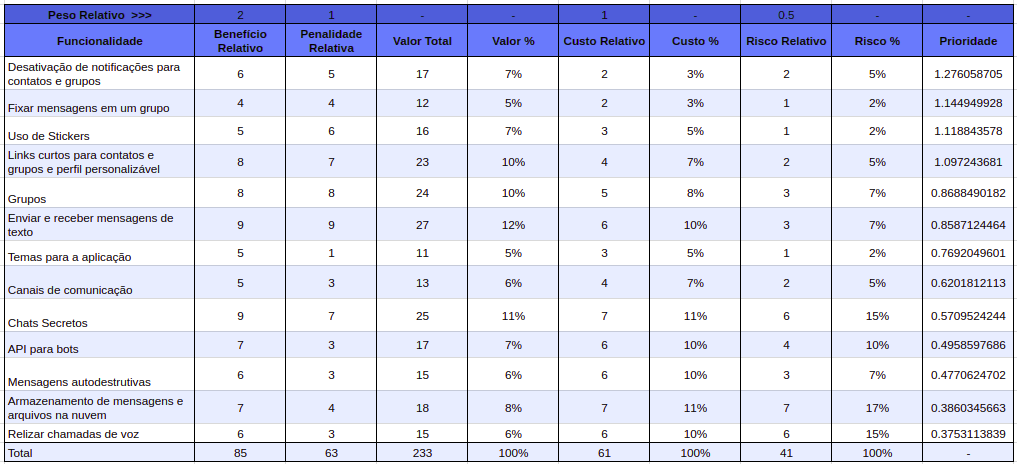 Peso Relativo >>> 2 1 - - 1 - 0.5 - -
Funcionalidade Benefício Relativo Penalidade Relativa Valor Total Valor % Custo Relativo Custo % Risco Relativo Risco % Prioridade
Desativação de notificações para contatos e grupos 6 5 17 7% 2 3% 2 5% 1.276058705
Fixar mensagens em um grupo 4 4 12 5% 2 3% 1 2% 1.144949928
Uso de Stickers 5 6 16 7% 3 5% 1 2% 1.118843578
Links curtos para contatos e grupos e perfil personalizável 8 7 23 10% 4 7% 2 5% 1.097243681
Grupos 8 8 24 10% 5 8% 3 7% 0.8688490182
Enviar e receber mensagens de texto 9 9 27 12% 6 10% 3 7% 0.8587124464
Temas para a aplicação 5 1 11 5% 3 5% 1 2% 0.7692049601
Canais de comunicação 5 3 13 6% 4 7% 2 5% 0.6201812113
Chats Secretos 9 7 25 11% 7 11% 6 15% 0.5709524244
API para bots 7 3 17 7% 6 10% 4 10% 0.4958597686
Mensagens autodestrutivas 6 3 15 6% 6 10% 3 7% 0.4770624702
Armazenamento de mensagens e arquivos na nuvem 7 4 18 8% 7 11% 7 17% 0.3860345663
Relizar chamadas de voz 6 3 15 6% 6 10% 6 15% 0.3753113839
Total 85 63 233 100% 61 100% 41 100% -